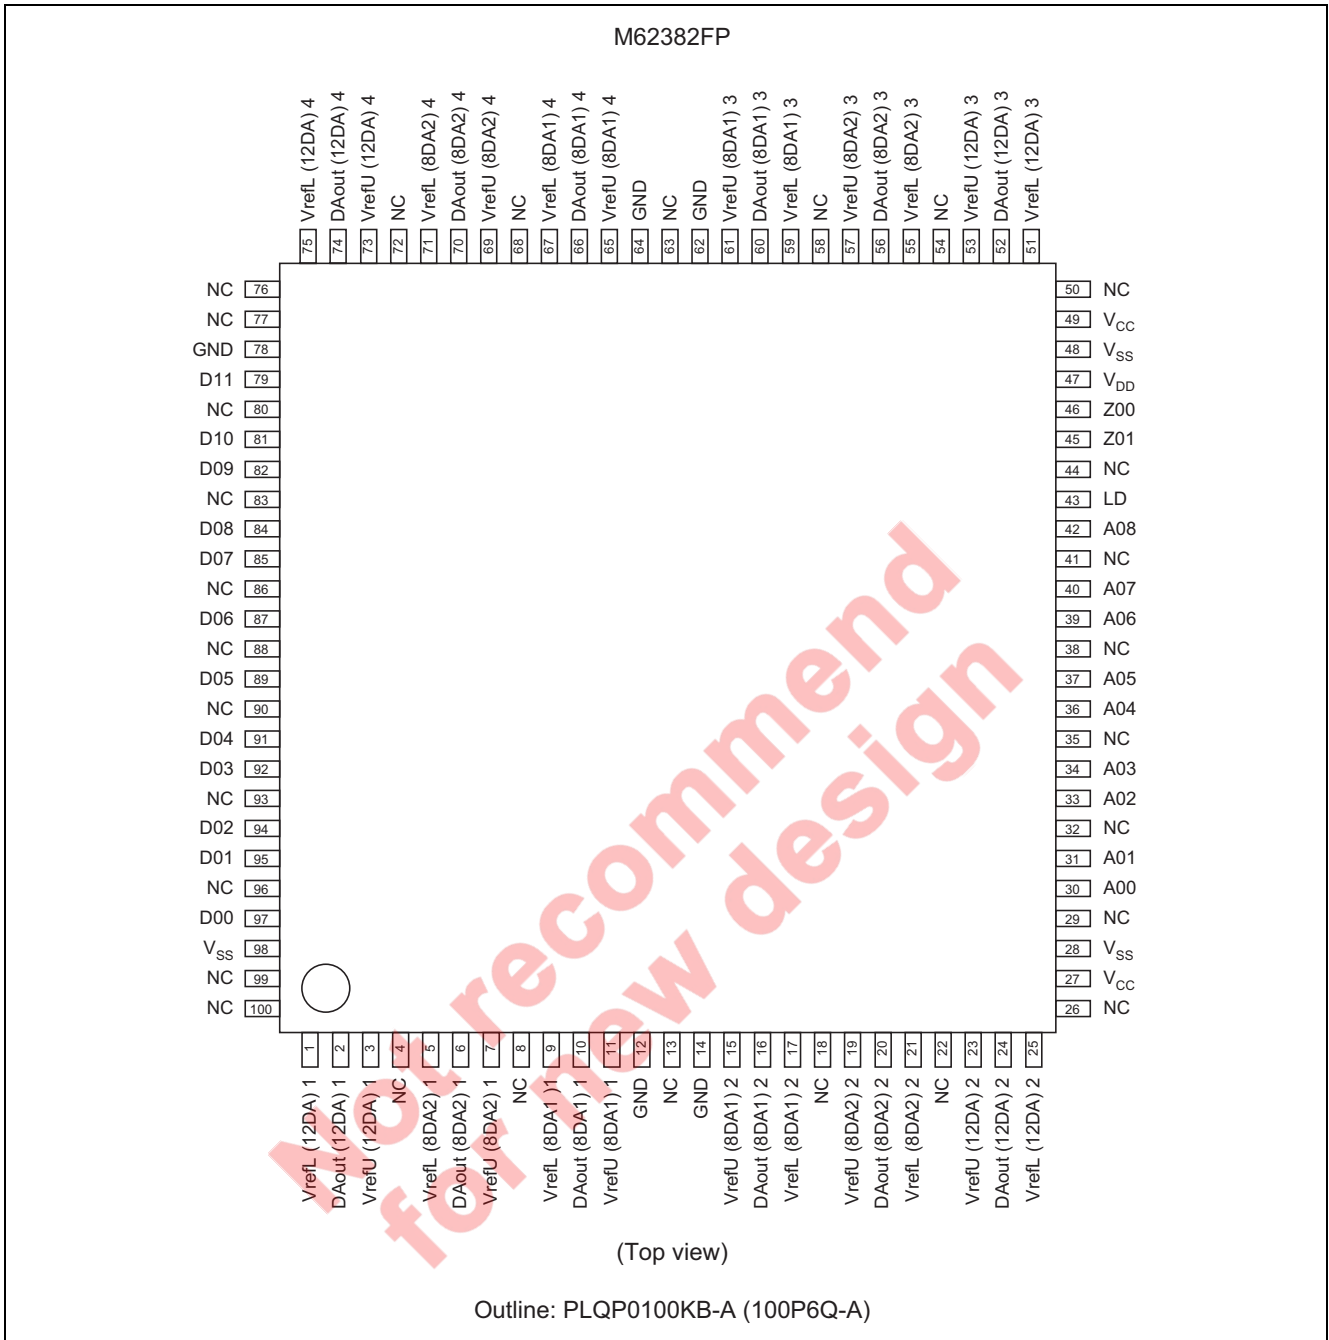 M62382FP
VrefL (12DA) 4
DAout (12DA) 4
VrefU (12DA) 4
NC
VrefL (8DA2) 4
DAout (8DA2) 4
VrefU (8DA2) 4
NC
VrefL (8DA1) 4
DAout (8DA1) 4
VrefU (8DA1) 4
GND
NC
GND
VrefU (8DA1) 3
DAout (8DA1) 3
VrefL (8DA1) 3
NC
VrefU (8DA2) 3
DAout (8DA2) 3
VrefL (8DA2) 3
NC
VrefU (12DA) 3
DAout (12DA) 3
VrefL (12DA) 3
75 74 73 72 71 70 69 68 67 66 65 64 63 62 61 60 59 58 57 56 55 54 53 52 51
NC 76 50 NC
NC 77 49 VCC
GND 78 48 VSS
D11 79 47 VDD
NC 80 46 Z00
D10 81 45 Z01
D09 82 44 NC
NC 83 43 LD
D08 84 42 A08
D07 85 41 NC
NC 86 40 A07
D06 87 39 A06
NC 88 38 NC
D05 89 37 A05
NC 90 36 A04
D04 91 35 NC
D03 92 34 A03
NC 93 33 A02
D02 94 32 NC
D01 95 31 A01
NC 96 30 A00
D00 97 29 NC
VSS 98 28 VSS
NC 99 27 VCC
NC 100 26 NC
1 2 3 4 5 6 7 8 9 10 11 12 13 14 15 16 17 18 19 20 21 22 23 24 25
VrefL (12DA) 1
DAout (12DA) 1
VrefU (12DA) 1
NC
VrefL (8DA2) 1
DAout (8DA2) 1
VrefU (8DA2) 1
NC
VrefL (8DA1 )1
DAout (8DA1) 1
VrefU (8DA1) 1
GND
NC
GND
VrefU (8DA1) 2
DAout (8DA1) 2
VrefL (8DA1) 2
NC
VrefU (8DA2) 2
DAout (8DA2) 2
VrefL (8DA2) 2
NC
VrefU (12DA) 2
DAout (12DA) 2
VrefL (12DA) 2
Not recommend
for new design
(Top view)
Outline: PLQP0100KB-A (100P6Q-A)